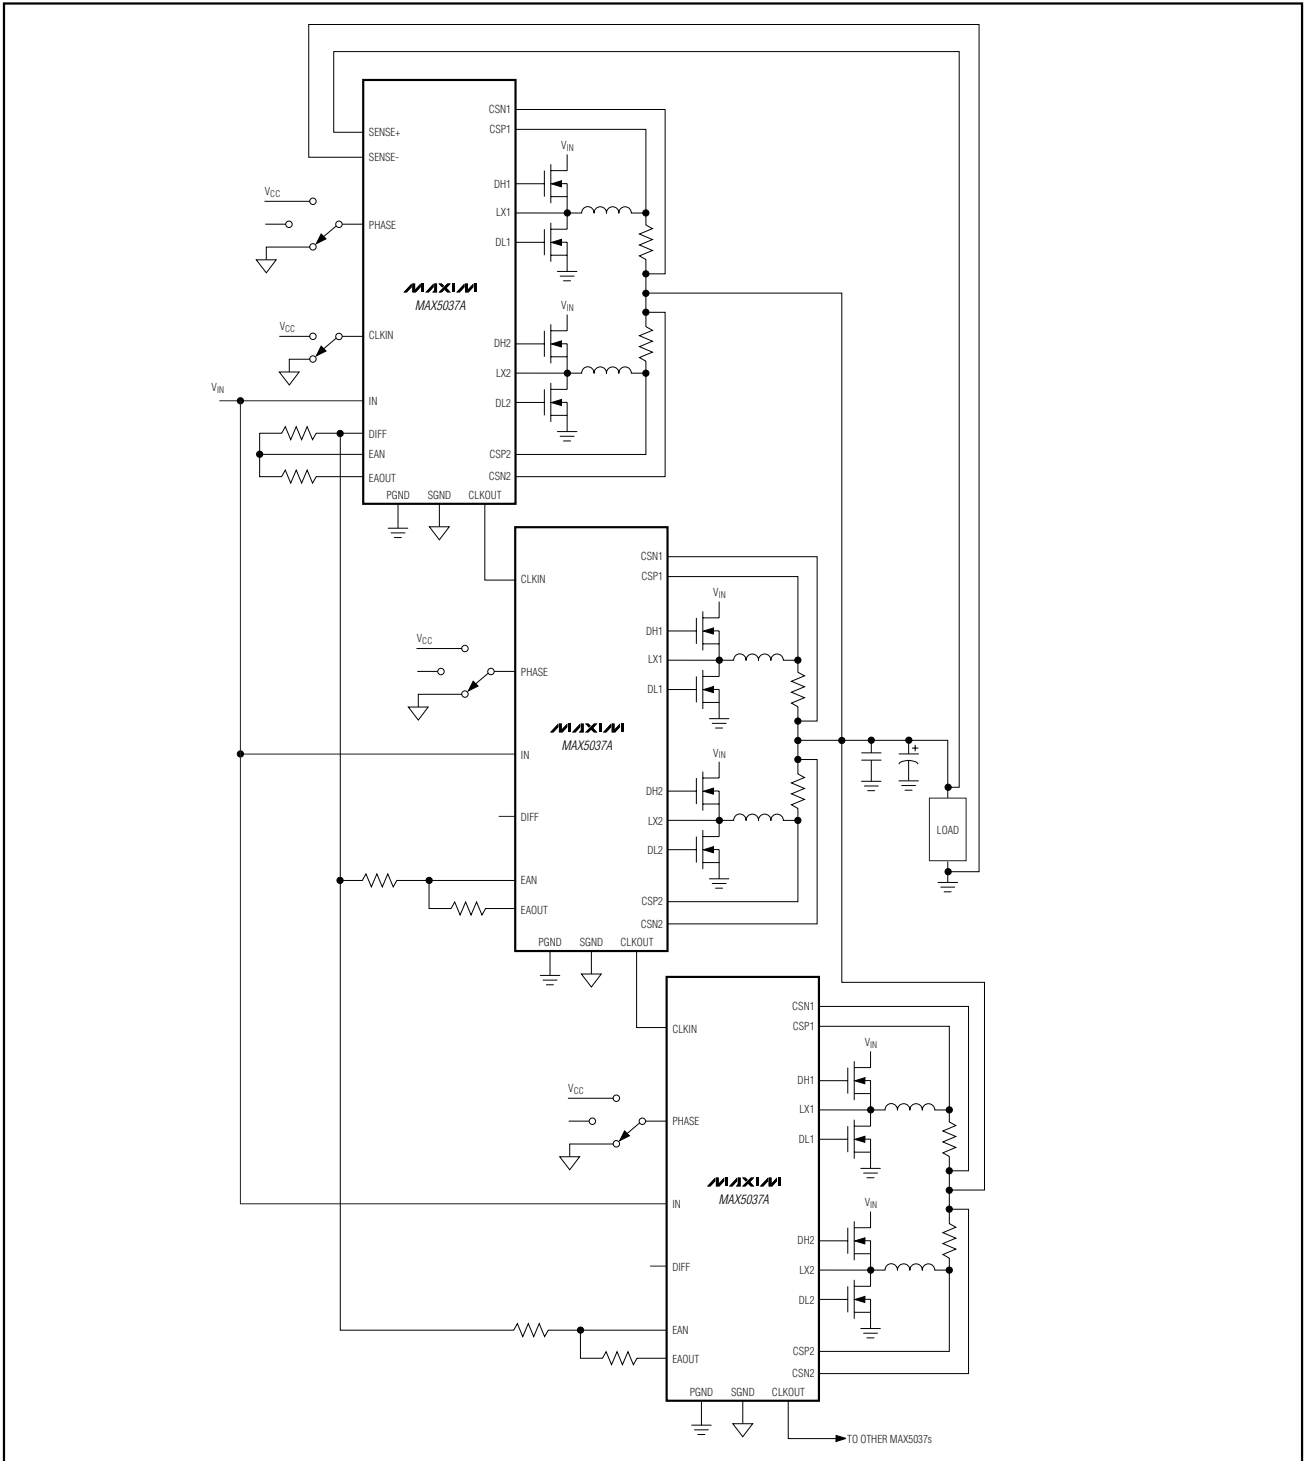 CSN1
SENSE+
CSP1
SENSE-
VIN
DH1
VCC
LX1
PHASE
DL1
MAXIM
MAX5037A
VIN
VCC
CLKIN
DH2
LX2
VIN
IN
DL2
DIFF
EAN
CSP2
EAOUT
CSN2
PGND SGND CLKOUT
CSN1
CLKIN
CSP1
VIN
DH1
VCC
LX1
PHASE
DL1
MAXIM
MAX5037A
IN
VIN
+
DH2
DIFF
LX2
LOAD
DL2
EAN
CSP2
EAOUT
CSN2
PGND SGND CLKOUT
CSN1
CLKIN
CSP1
VIN
DH1
VCC
LX1
PHASE
DL1
MAXIM
MAX5037A
IN
VIN
DH2
DIFF
LX2
DL2
EAN
CSP2
EAOUT
CSN2
PGND SGND CLKOUT
TO OTHER MAX5037s